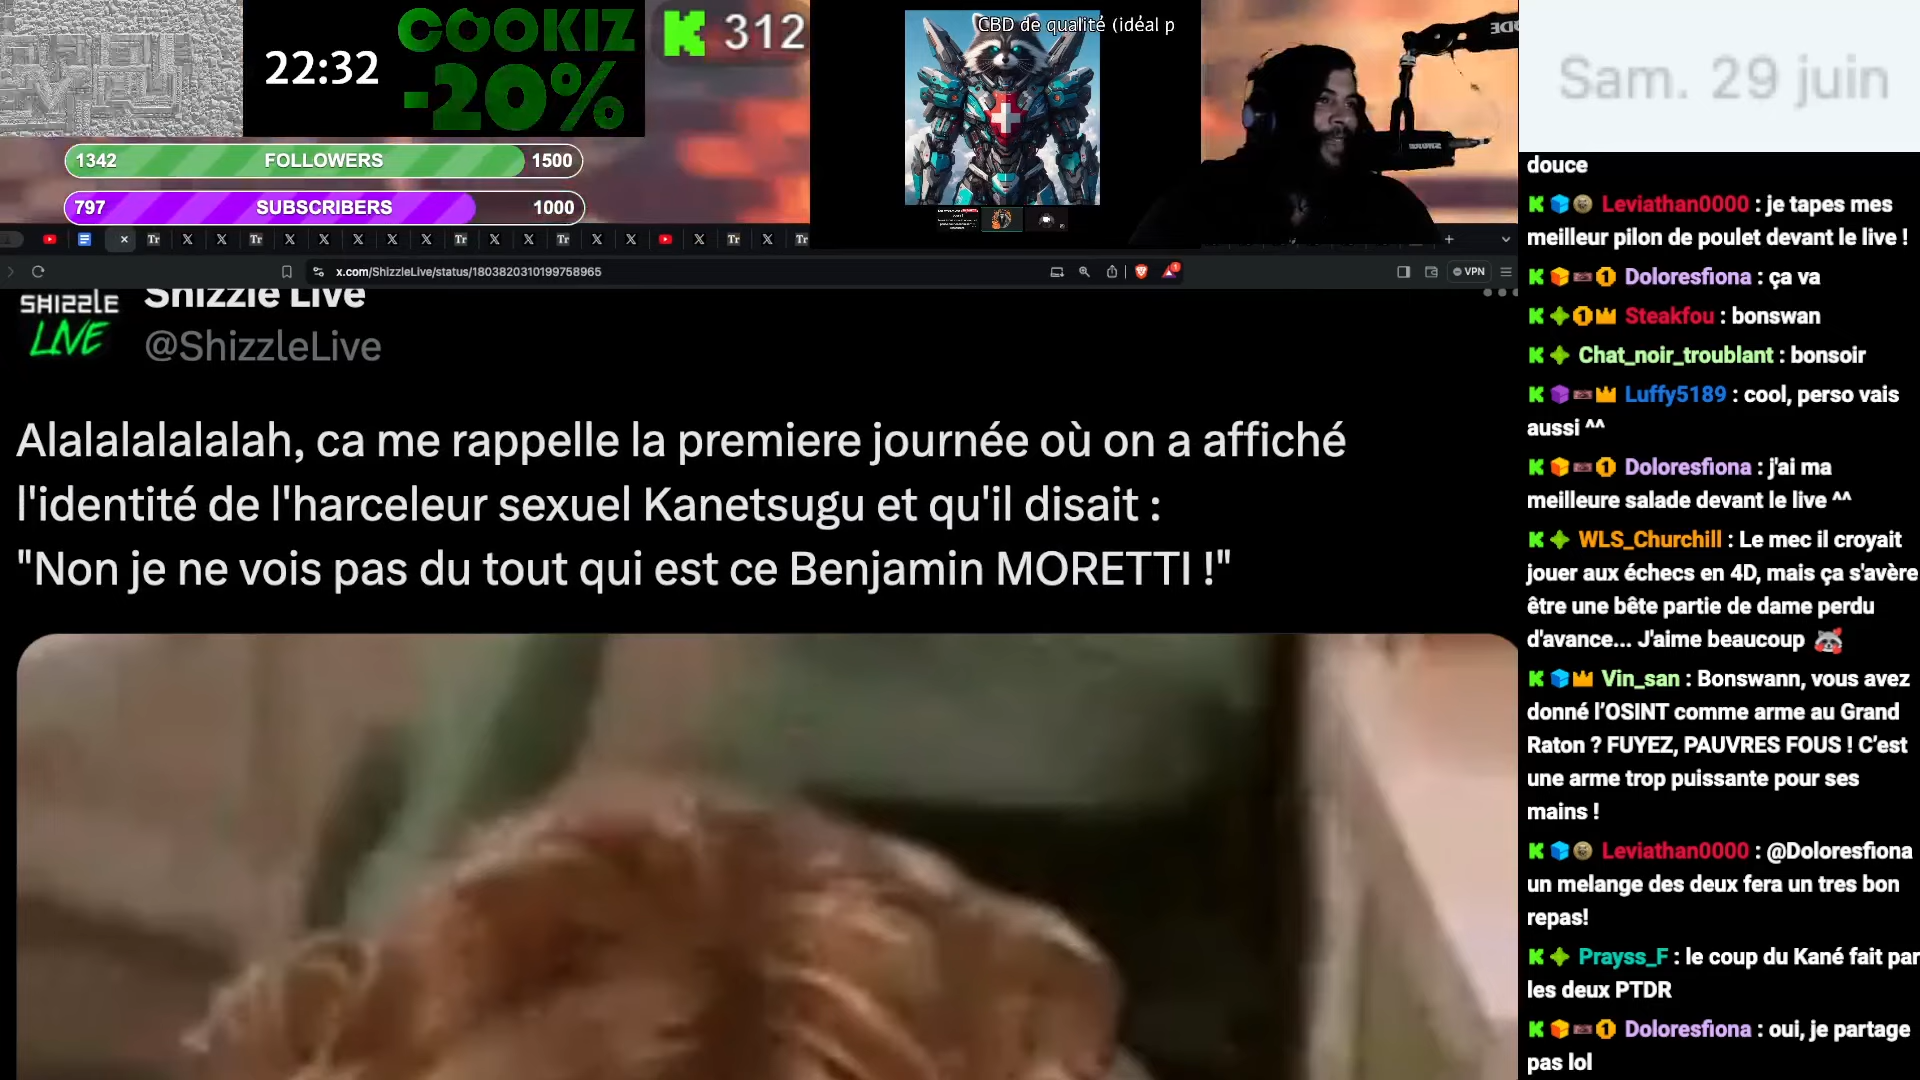 22:32
COOKIZ
-20%
312
CBD de qualité (idéal p
Sam. 29 juin
1342 FOLLOWERS 1500
797 SUBSCRIBERS 1000
x.com/ShizzleLive/status/1803820310199758965
VPN
SHIZZLE
LIVE
Shizzle Live
@ShizzleLive
Alalalalalalah, ca me rappelle la premiere journée où on a affiché
l'identité de l'harceleur sexuel Kanetsugu et qu'il disait :
"Non je ne vois pas du tout qui est ce Benjamin MORETTI !"
douce
Leviathan0000 : je tapes mes
meilleur pilon de poulet devant le live !
Doloresfiona : ça va
Steakfou : bonswan
Chat_noir_troublant : bonsoir
Luffy5189 : cool, perso vais
aussi ^^
Doloresfiona : j'ai ma
meilleure salade devant le live ^^
WLS_Churchill : Le mec il croyait
jouer aux échecs en 4D, mais ça s'avère
être une bête partie de dame perdu
d'avance... J'aime beaucoup
Vin_san : Bonswann, vous avez
donné l'OSINT comme arme au Grand
Raton ? FUYEZ, PAUVRES FOUS ! C'est
une arme trop puissante pour ses
mains !
Leviathan0000 : @Doloresfiona
un melange des deux fera un tres bon
repas!
Prayss_F : le coup du Kané fait par
les deux PTDR
Doloresfiona : oui, je partage
pas lol